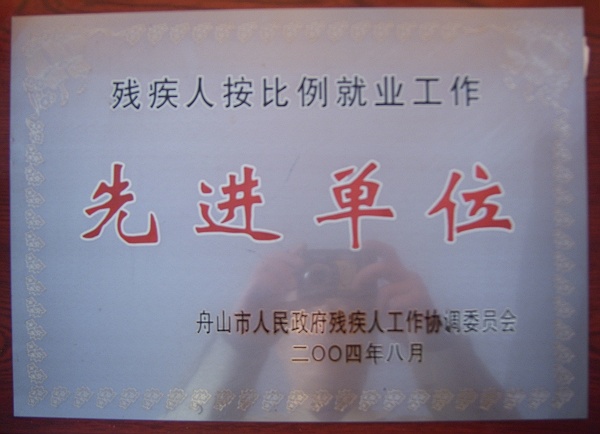 残疾人按比例就业工作
先进单位
舟山市人民政府残疾人工作协调委员会
二〇〇四年八月